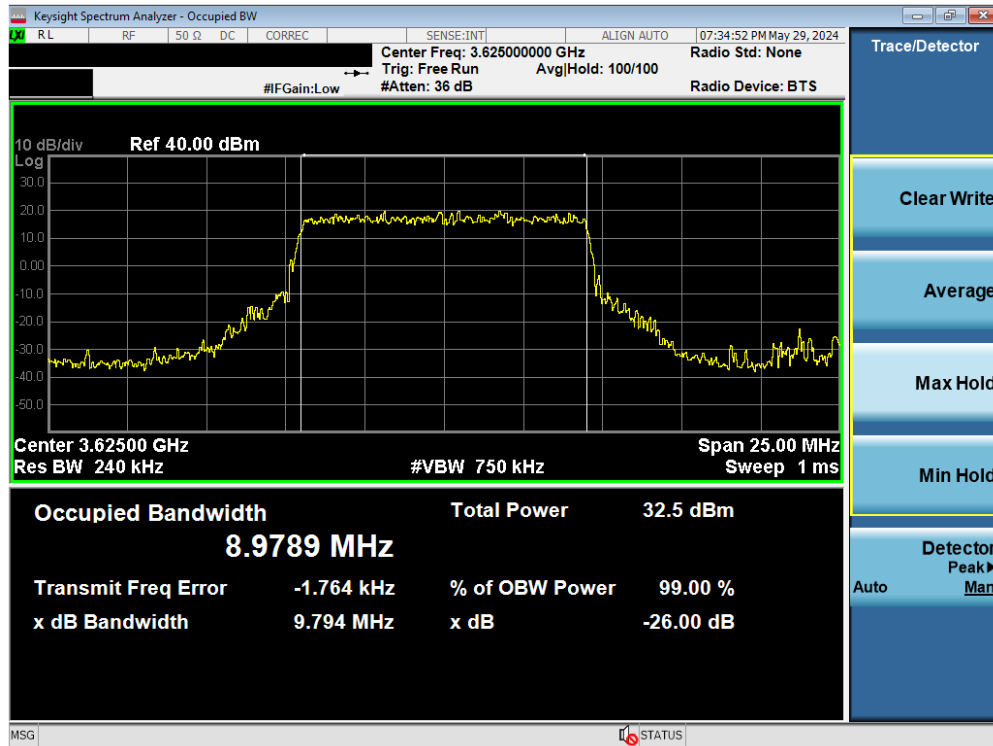 Keysight Spectrum Analyzer - Occupied BW
LXI RL RF 50 Ω DC CORREC SENSE:INT ALIGN AUTO 07:34:52 PM May 29, 2024
Center Freq: 3.625000000 GHz Radio Std: None
Trig: Free Run Avg|Hold: 100/100
#IFGain:Low #Atten: 36 dB Radio Device: BTS
10 dB/div Ref 40.00 dBm
Log
30.0
20.0
10.0
0.00
-10.0
-20.0
-30.0
-40.0
-50.0
Center 3.62500 GHz Span 25.00 MHz
Res BW 240 kHz #VBW 750 kHz Sweep 1 ms
Occupied Bandwidth Total Power 32.5 dBm
8.9789 MHz
Transmit Freq Error -1.764 kHz % of OBW Power 99.00 %
x dB Bandwidth 9.794 MHz x dB -26.00 dB
MSG STATUS
Trace/Detector
Clear Write
Average
Max Hold
Min Hold
Detector
Peak▶
Auto Man